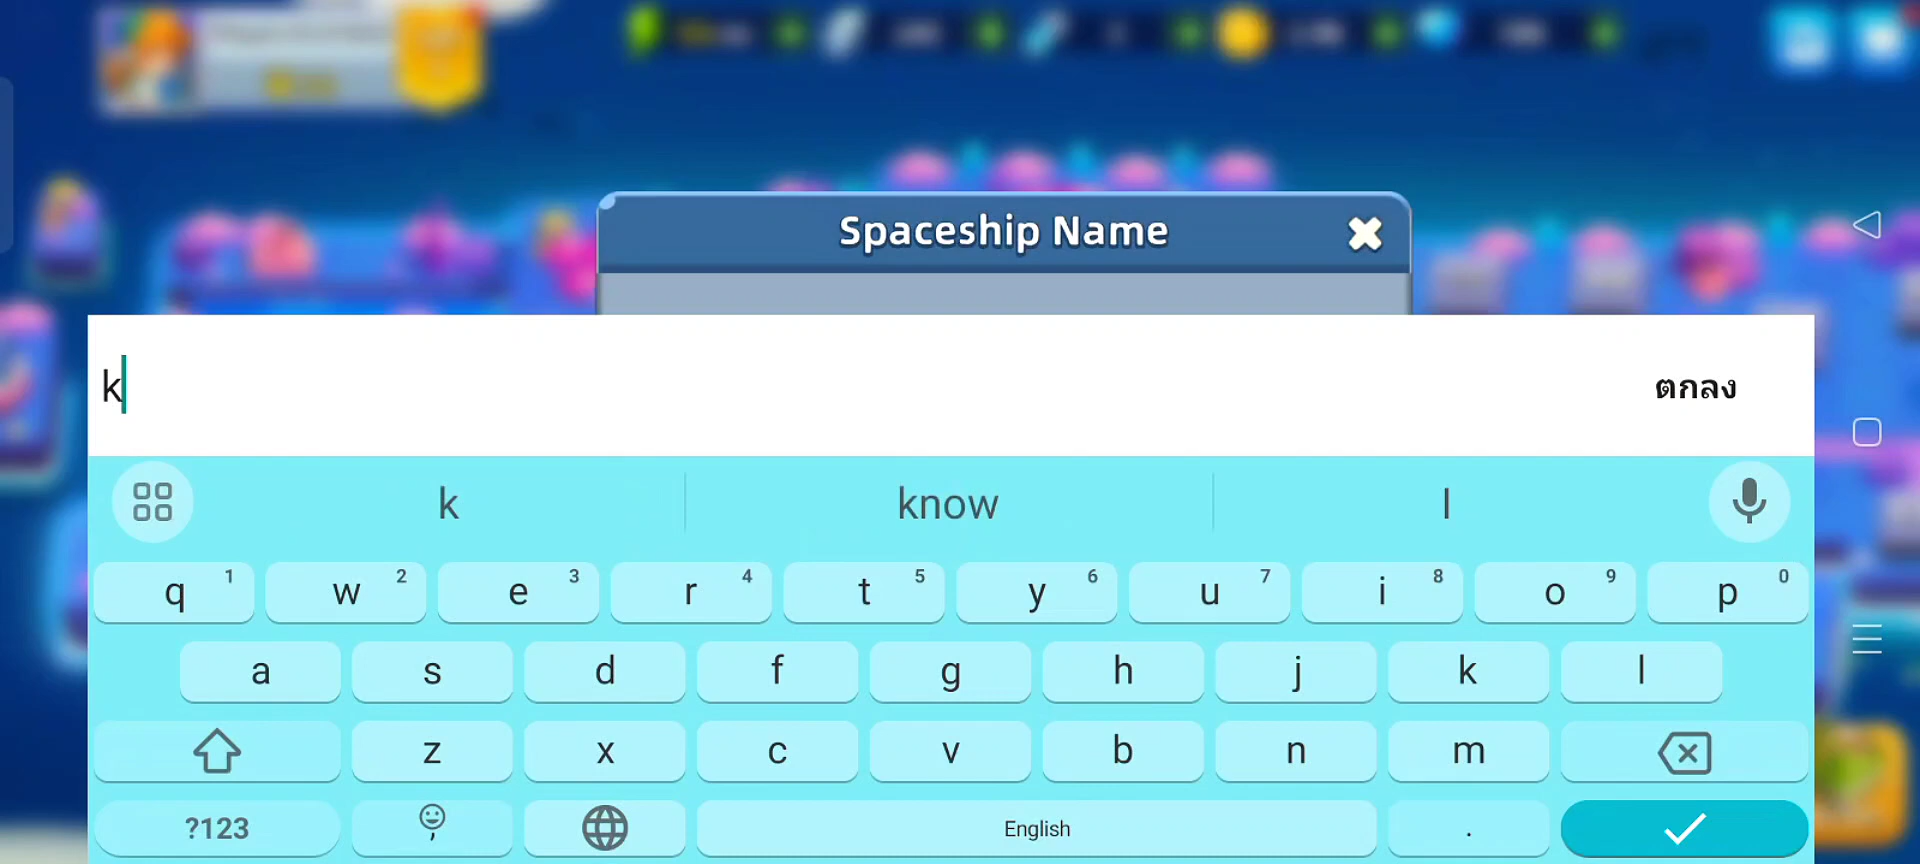 Spaceship Name
k
ตกลง
k know I
q 1 w 2 e 3 r 4 t 5 y 6 u 7 i 8 o 9 p 0
a s d f g h j k l
z x c v b n m
?123 , English .